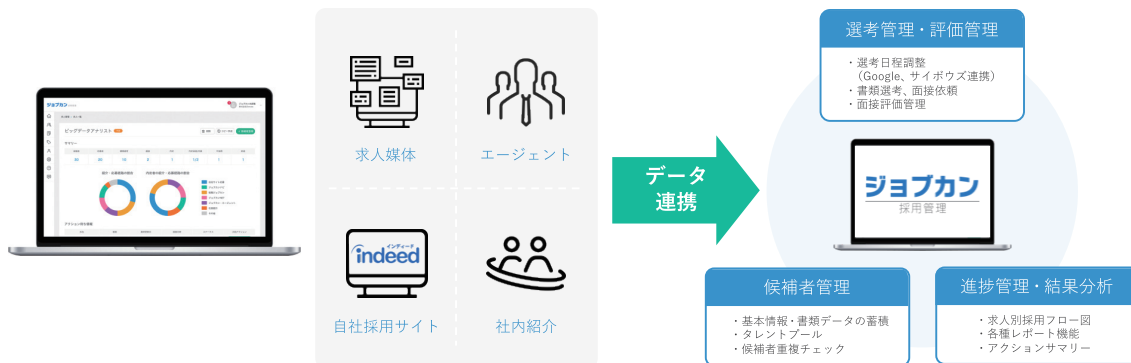 ジョブカン
ビッグデータアナリスト
サマリー
求人媒体
エージェント
インディード
indeed
自社採用サイト
社内紹介
データ
連携
選考管理・評価管理
・選考日程調整
（Google、サイボウズ連携）
・書類選考、面接依頼
・面接評価管理
ジョブカン
採用管理
候補者管理
・基本情報・書類データの蓄積
・タレントプール
・候補者重複チェック
進捗管理・結果分析
・求人別採用フロー図
・各種レポート機能
・アクションサマリー